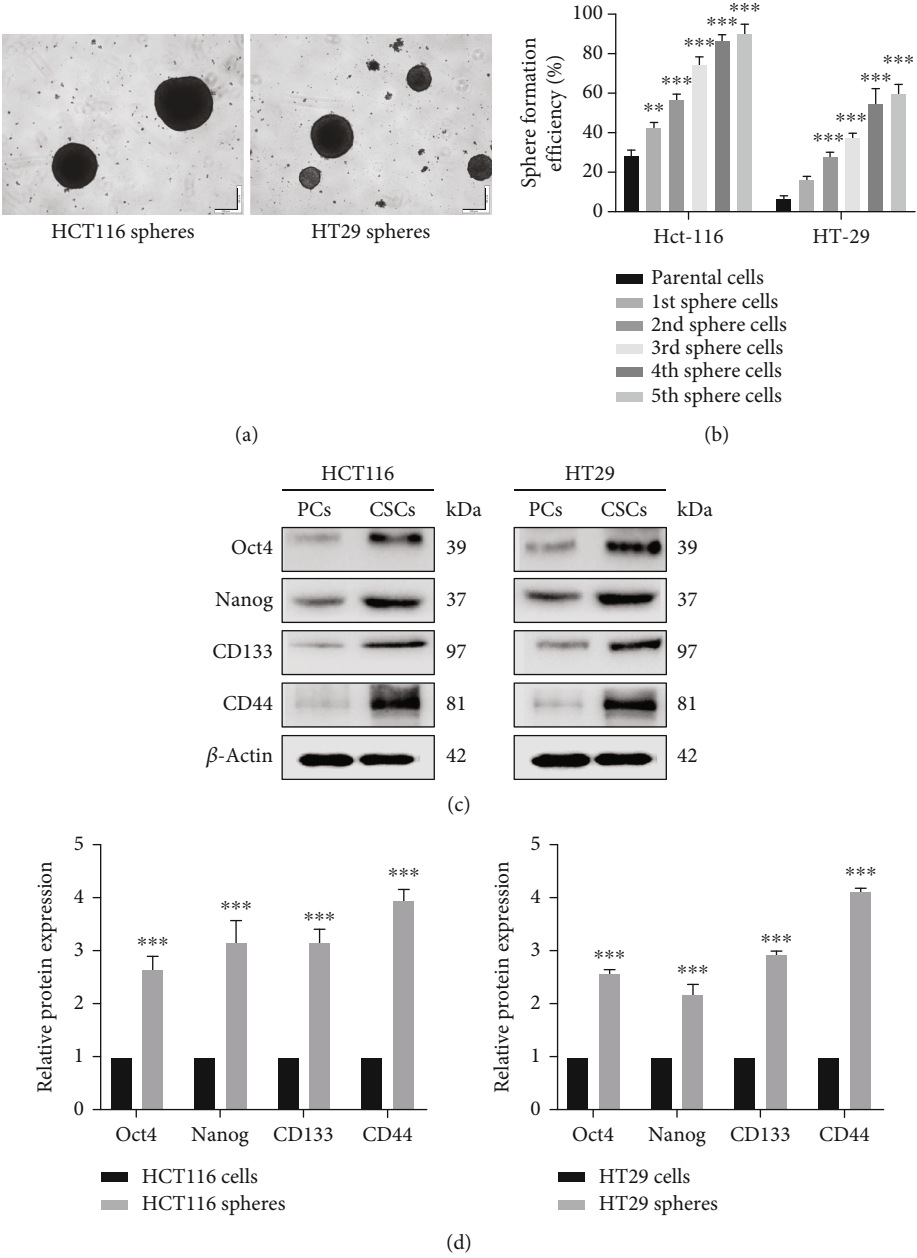 HCT116 spheres
HT29 spheres
(a)
Sphere formation
efficiency (%)
100
80
60
40
20
0
**
***
***
***
***
***
***
***
***
Hct-116
HT-29
Parental cells
1st sphere cells
2nd sphere cells
3rd sphere cells
4th sphere cells
5th sphere cells
(b)
HCT116
HT29
PCs CSCs kDa
PCs CSCs kDa
Oct4 39 39
Nanog 37 37
CD133 97 97
CD44 81 81
β-Actin 42 42
(c)
Relative protein expression
5
4
3
2
1
0
***
***
***
***
Oct4 Nanog CD133 CD44
HCT116 cells
HCT116 spheres
Relative protein expression
5
4
3
2
1
0
***
***
***
***
Oct4 Nanog CD133 CD44
HT29 cells
HT29 spheres
(d)